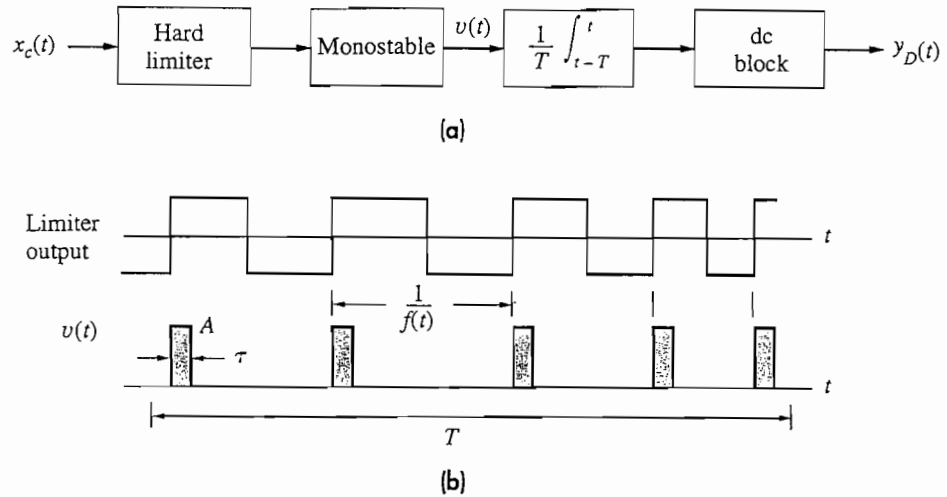 x_c(t)
Hard
limiter
Monostable
v(t)
1/T ∫_{t-T}^{t}
dc
block
y_D(t)
(a)
Limiter
output
t
1/f(t)
v(t)
A
τ
t
T
(b)